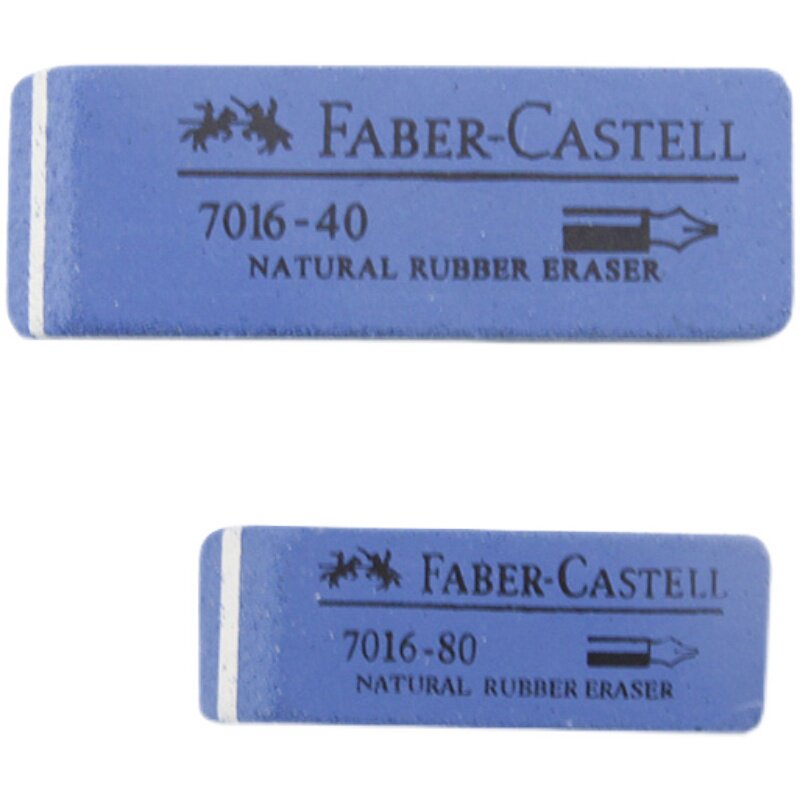 FABER-CASTELL
7016-40
NATURAL RUBBER ERASER
FABER-CASTELL
7016-80
NATURAL RUBBER ERASER